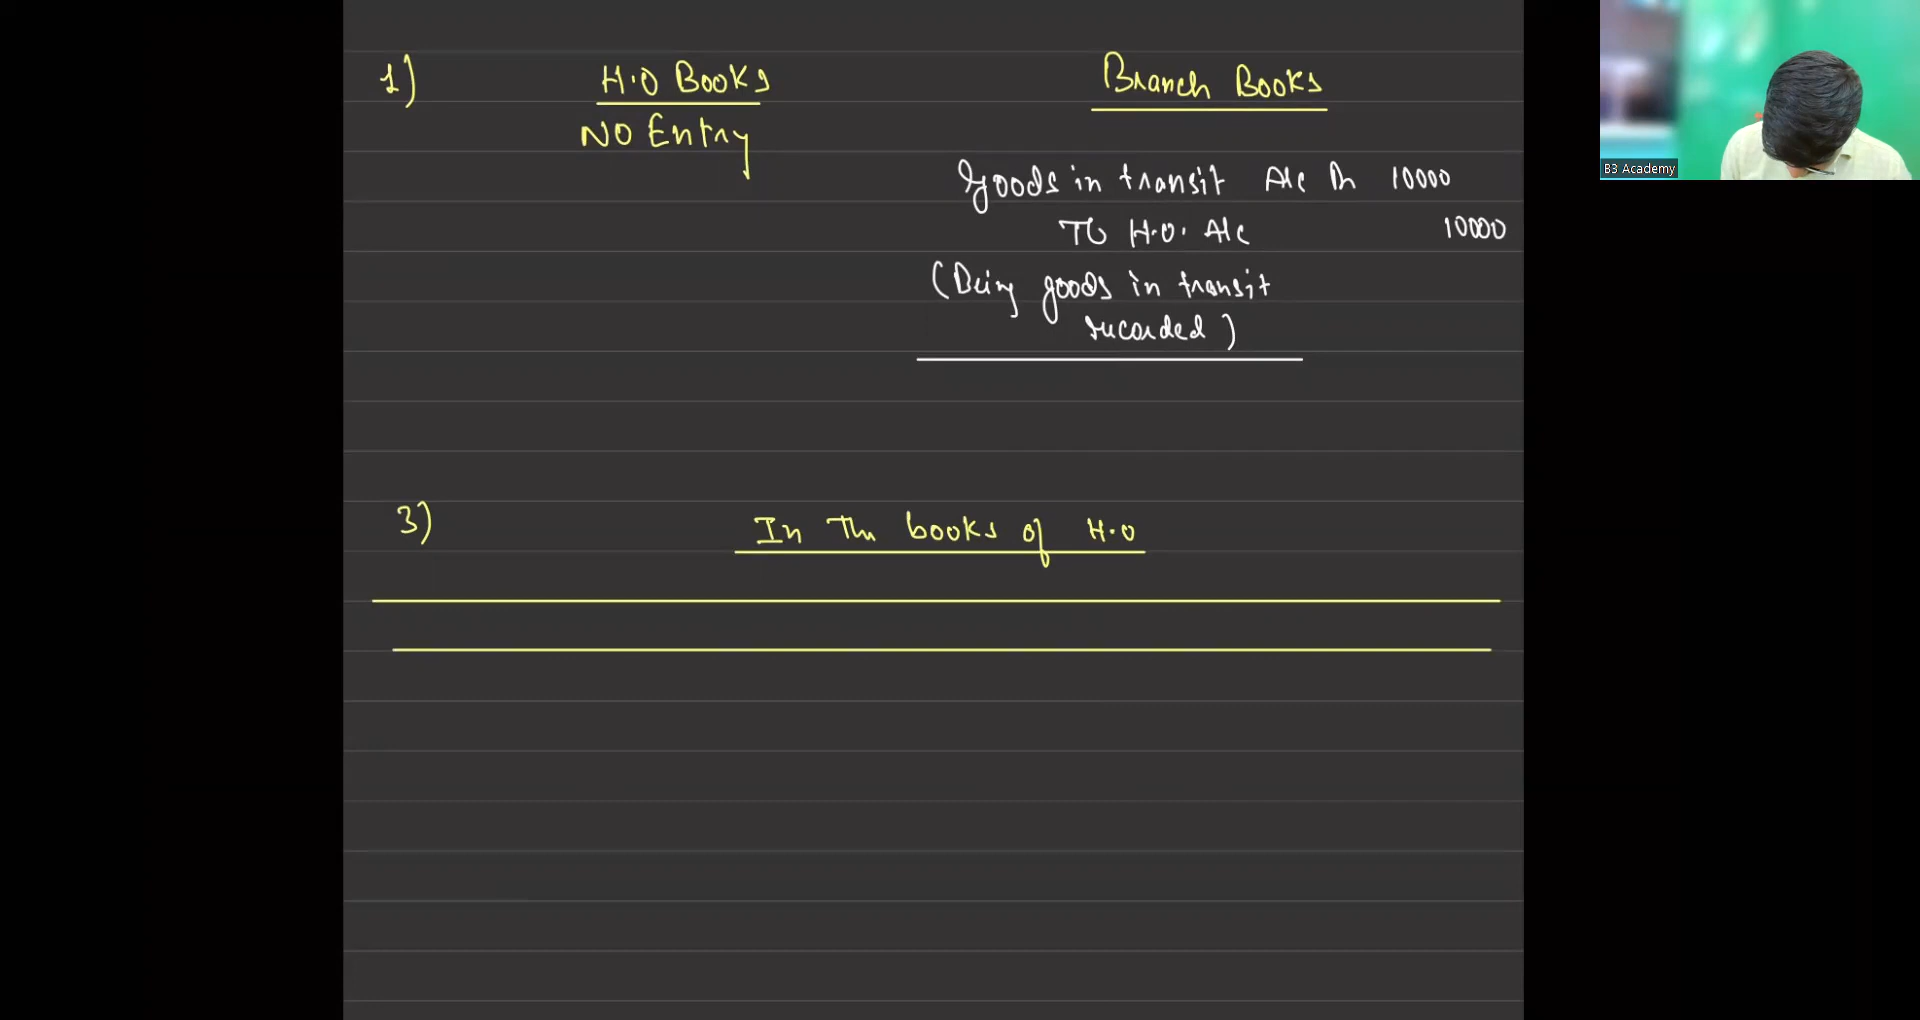 1)
H.O Books
Branch Books
NO Entry
Goods in transit A/c Dr 10000
To H.O. A/c 10000
(Being goods in transit
recorded)
3)
In The books of H.O
B3 Academy